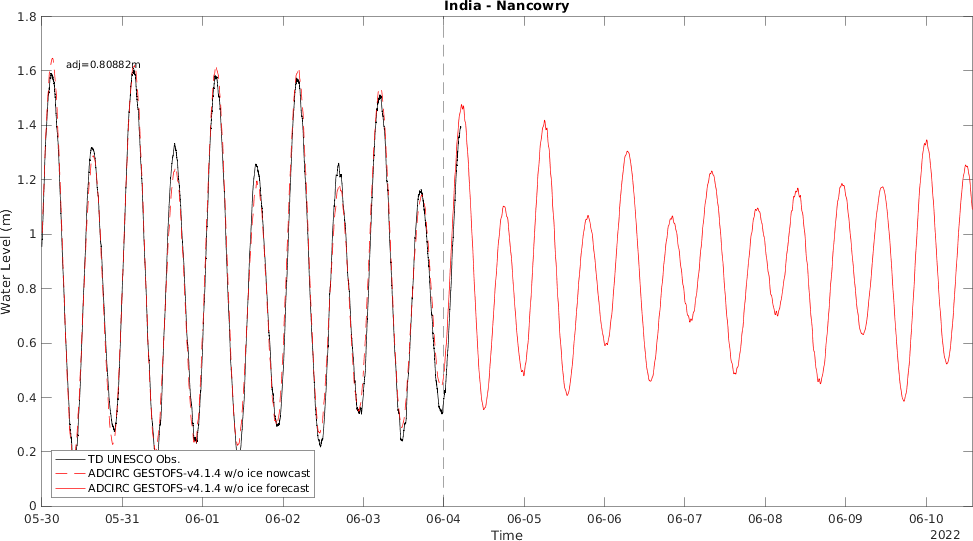 India - Nancowry
adj=0.80882m
Water Level (m)
1.8
1.6
1.4
1.2
1
0.8
0.6
0.4
0.2
0
TD UNESCO Obs.
ADCIRC GESTOFS-v4.1.4 w/o ice nowcast
ADCIRC GESTOFS-v4.1.4 w/o ice forecast
05-30 05-31 06-01 06-02 06-03 06-04 06-05 06-06 06-07 06-08 06-09 06-10
2022
Time